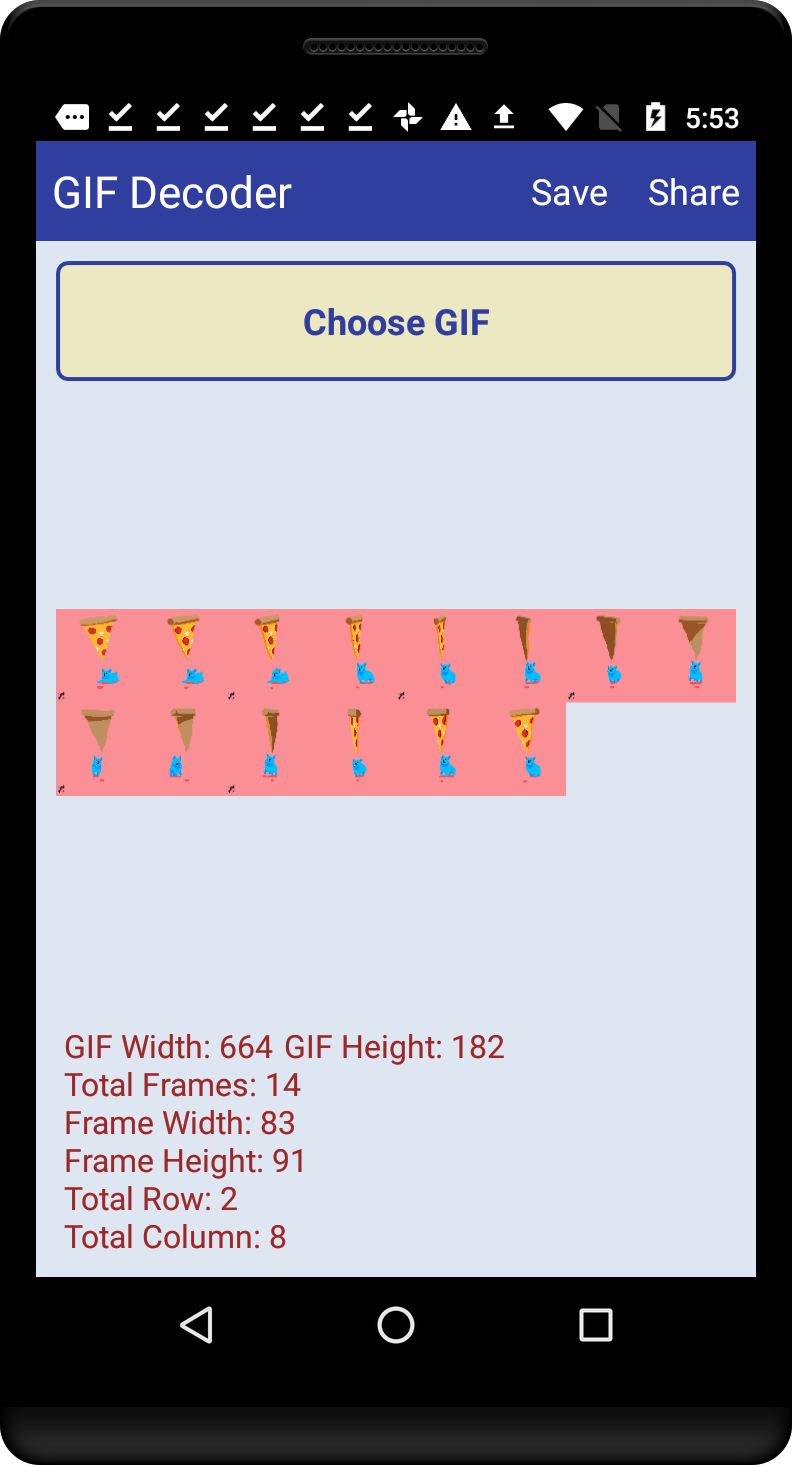 5:53
GIF Decoder Save Share
Choose GIF
GIF Width: 664 GIF Height: 182
Total Frames: 14
Frame Width: 83
Frame Height: 91
Total Row: 2
Total Column: 8